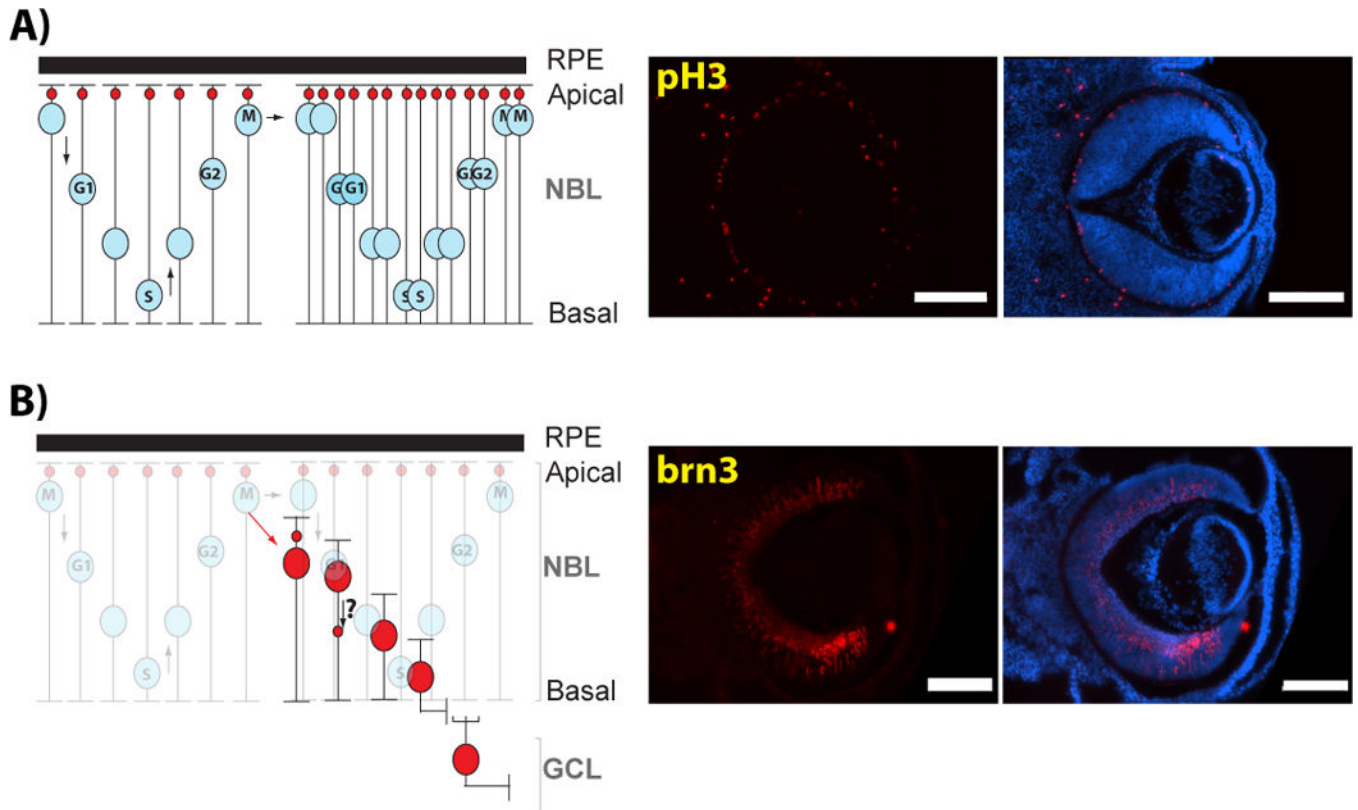 A)
RPE
Apical
M M M
G2 G G2
G1 G G1
NBL
S S S
Basal
pH3
B)
RPE
Apical
M M M
G1 G2 G1 G2
NBL
?
S S
Basal
GCL
brn3